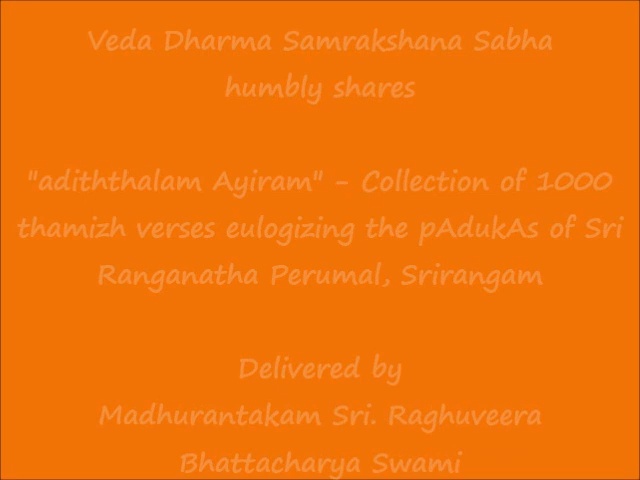 Veda Dharma Samrakshana Sabha
humbly shares
"adiththalam Ayiram" - Collection of 1000
thamizh verses eulogizing the pAdukAs of Sri
Ranganatha Perumal, Srirangam
Delivered by
Madhurantakam Sri. Raghuveera
Bhattacharya Swami